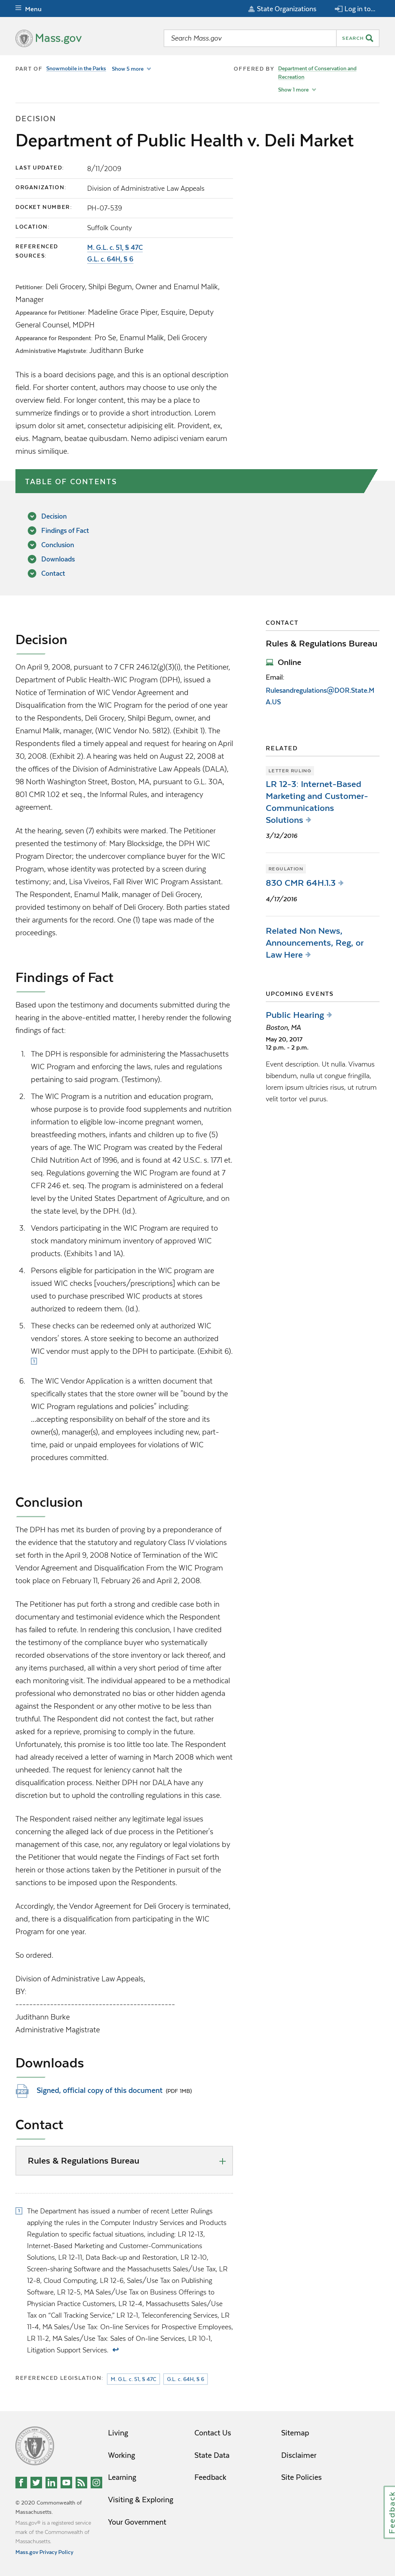 Menu
State Organizations
Log in to...
Mass.gov
Search Mass.gov
SEARCH
PART OF Snowmobile in the Parks Show 5 more
OFFERED BY Department of Conservation and
Recreation
Show 1 more
DECISION
Department of Public Health v. Deli Market
LAST UPDATED: 8/11/2009
ORGANIZATION: Division of Administrative Law Appeals
DOCKET NUMBER: PH-07-539
LOCATION: Suffolk County
REFERENCED SOURCES: M. G.L. c. 51, § 47C
G.L. c. 64H, § 6
Petitioner: Deli Grocery, Shilpi Begum, Owner and Enamul Malik,
Manager
Appearance for Petitioner: Madeline Grace Piper, Esquire, Deputy
General Counsel, MDPH
Appearance for Respondent: Pro Se, Enamul Malik, Deli Grocery
Administrative Magistrate: Judithann Burke
This is a board decisions page, and this is an optional description
field. For shorter content, authors may choose to use only the
overview field. For longer content, this may be a place to
summarize findings or to provide a short introduction. Lorem
ipsum dolor sit amet, consectetur adipisicing elit. Provident, ex,
eius. Magnam, beatae quibusdam. Nemo adipisci veniam earum
minus similique.
TABLE OF CONTENTS
Decision
Findings of Fact
Conclusion
Downloads
Contact
Decision
On April 9, 2008, pursuant to 7 CFR 246.12(g)(3)(i), the Petitioner,
Department of Public Health-WIC Program (DPH), issued a
Notice of Termination of WIC Vendor Agreement and
Disqualification from the WIC Program for the period of one year
to the Respondents, Deli Grocery, Shilpi Begum, owner, and
Enamul Malik, manager, (WIC Vendor No. 5812). (Exhibit 1). The
Respondents filed a timely appeal and request for hearing on April
30, 2008. (Exhibit 2). A hearing was held on August 22, 2008 at
the offices of the Division of Administrative Law Appeals (DALA),
98 North Washington Street, Boston, MA, pursuant to G.L. 30A,
801 CMR 1.02 et seq., the Informal Rules, and interagency
agreement.
At the hearing, seven (7) exhibits were marked. The Petitioner
presented the testimony of: Mary Blocksidge, the DPH WIC
Program Director; the undercover compliance buyer for the WIC
Program, whose identity was protected by a screen during
testimony; and, Lisa Viveiros, Fall River WIC Program Assistant.
The Respondent, Enamul Malik, manager of Deli Grocery,
provided testimony on behalf of Deli Grocery. Both parties stated
their arguments for the record. One (1) tape was made of the
proceedings.
Findings of Fact
Based upon the testimony and documents submitted during the
hearing in the above-entitled matter, I hereby render the following
findings of fact:
1. The DPH is responsible for administering the Massachusetts
WIC Program and enforcing the laws, rules and regulations
pertaining to said program. (Testimony).
2. The WIC Program is a nutrition and education program,
whose purpose is to provide food supplements and nutrition
information to eligible low-income pregnant women,
breastfeeding mothers, infants and children up to five (5)
years of age. The WIC Program was created by the Federal
Child Nutrition Act of 1996, and is found at 42 U.S.C. s. 1771 et.
seq. Regulations governing the WIC Program are found at 7
CFR 246 et. seq. The program is administered on a federal
level by the United States Department of Agriculture, and on
the state level, by the DPH. (Id.).
3. Vendors participating in the WIC Program are required to
stock mandatory minimum inventory of approved WIC
products. (Exhibits 1 and 1A).
4. Persons eligible for participation in the WIC program are
issued WIC checks [vouchers/prescriptions] which can be
used to purchase prescribed WIC products at stores
authorized to redeem them. (Id.).
5. These checks can be redeemed only at authorized WIC
vendors' stores. A store seeking to become an authorized
WIC vendor must apply to the DPH to participate. (Exhibit 6).
1
6. The WIC Vendor Application is a written document that
specifically states that the store owner will be "bound by the
WIC Program regulations and policies" including:
...accepting responsibility on behalf of the store and its
owner(s), manager(s), and employees including new, part-
time, paid or unpaid employees for violations of WIC
procedures committed.
Conclusion
The DPH has met its burden of proving by a preponderance of
the evidence that the statutory and regulatory Class IV violations
set forth in the April 9, 2008 Notice of Termination of the WIC
Vendor Agreement and Disqualification From the WIC Program
took place on February 11, February 26 and April 2, 2008.
The Petitioner has put forth a strong and credible case both in
documentary and testimonial evidence which the Respondent
has failed to refute. In rendering this conclusion, I have credited
the testimony of the compliance buyer who most consistently
recorded observations of the store inventory or lack thereof, and
any items purchased, all within a very short period of time after
each monitoring visit. The individual appeared to be a methodical
professional who demonstrated no bias or other hidden agenda
against the Respondent or any other motive to be less than
truthful. The Respondent did not contest the fact, but rather
asked for a reprieve, promising to comply in the future.
Unfortunately, this promise is too little too late. The Respondent
had already received a letter of warning in March 2008 which went
unheeded. The request for leniency cannot halt the
disqualification process. Neither DPH nor DALA have any
discretion but to uphold the controlling regulations in this case.
The Respondent raised neither any legitimate legal issues
concerning the alleged lack of due process in the Petitioner's
management of this case, nor, any regulatory or legal violations by
the Petitioner that would mitigate against the Findings of Fact set forth
herein or those actions taken by the Petitioner in pursuit of the
sanctions to be imposed upon the Respondents.
Accordingly, the Vendor Agreement for Deli Grocery is terminated,
and, there is a disqualification from participating in the WIC
Program for one year.
So ordered.
Division of Administrative Law Appeals,
BY:
----------------------------------------------
Judithann Burke
Administrative Magistrate
Downloads
Signed, official copy of this document (PDF 1MB)
Contact
Rules & Regulations Bureau
1 The Department has issued a number of recent Letter Rulings
applying the rules in the Computer Industry Services and Products
Regulation to specific factual situations, including: LR 12-13,
Internet-Based Marketing and Customer-Communications
Solutions, LR 12-11, Data Back-up and Restoration, LR 12-10,
Screen-sharing Software and the Massachusetts Sales/Use Tax, LR
12-8, Cloud Computing, LR 12-6, Sales/Use Tax on Publishing
Software, LR 12-5, MA Sales/Use Tax on Business Offerings to
Physician Practice Customers, LR 12-4, Massachusetts Sales/Use
Tax on "Call Tracking Service," LR 12-1, Teleconferencing Services, LR
11-4, MA Sales/Use Tax: On-line Services for Prospective Employees,
LR 11-2, MA Sales/Use Tax: Sales of On-line Services, LR 10-1,
Litigation Support Services.
REFERENCED LEGISLATION: M. G.L. c. 51, § 47C G.L. c. 64H, § 6
CONTACT
Rules & Regulations Bureau
Online
Email:
Rulesandregulations@DOR.State.M
A.US
RELATED
LETTER RULING
LR 12-3: Internet-Based
Marketing and Customer-
Communications
Solutions
3/12/2016
REGULATION
830 CMR 64H.1.3
4/17/2016
Related Non News,
Announcements, Reg, or
Law Here
UPCOMING EVENTS
Public Hearing
Boston, MA
May 20, 2017
12 p.m. - 2 p.m.
Event description. Ut nulla. Vivamus
bibendum, nulla ut congue fringilla,
lorem ipsum ultricies risus, ut rutrum
velit tortor vel purus.
Living
Working
Learning
Visiting & Exploring
Your Government
Contact Us
State Data
Feedback
Sitemap
Disclaimer
Site Policies
© 2020 Commonwealth of
Massachusetts.
Mass.gov® is a registered service
mark of the Commonwealth of
Massachusetts.
Mass.gov Privacy Policy
Feedback